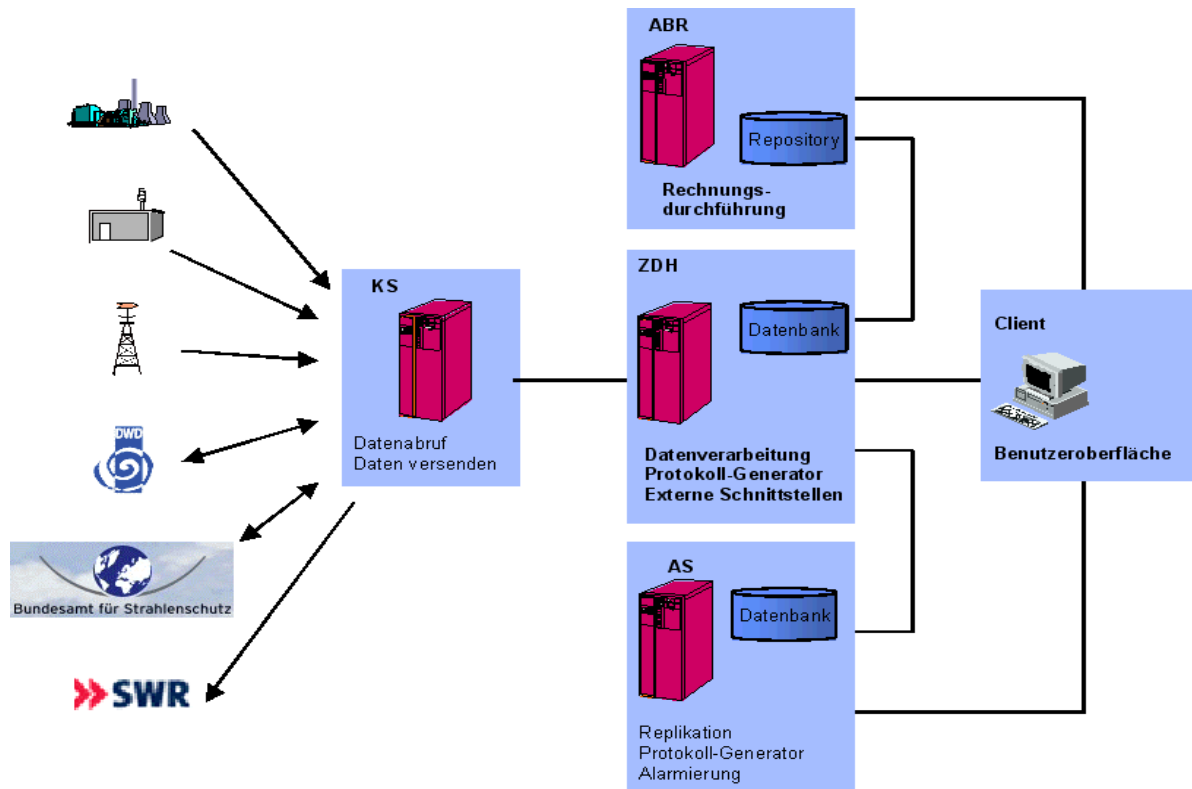 ABR
Repository
Rechnungs-
durchführung
KS
Datenabruf
Daten versenden
ZDH
Datenbank
Datenverarbeitung
Protokoll-Generator
Externe Schnittstellen
AS
Datenbank
Replikation
Protokoll-Generator
Alarmierung
Client
Benutzeroberfläche
DWD
Bundesamt für Strahlenschutz
SWR